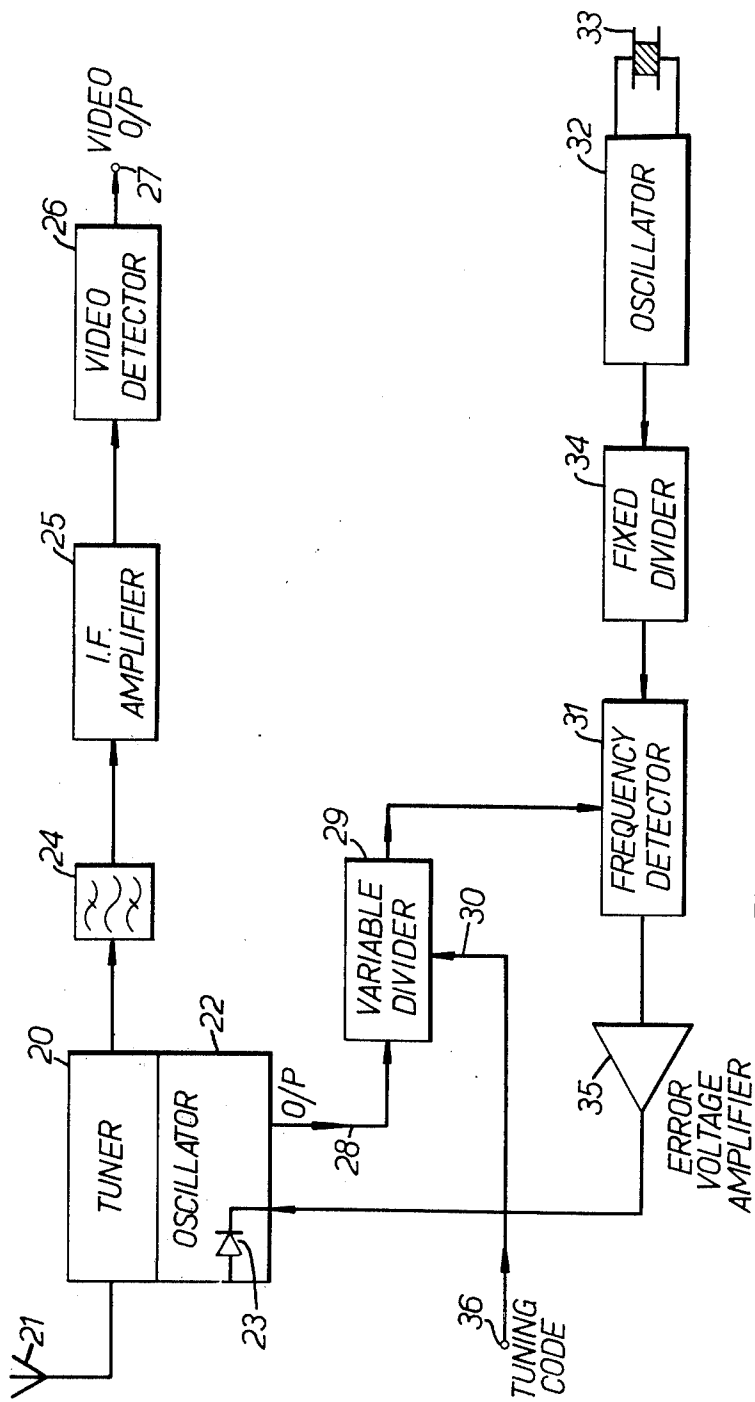 21
20
TUNER
OSCILLATOR
22
23
O/P
28
24
25
I.F.
AMPLIFIER
26
VIDEO
DETECTOR
VIDEO
O/P
27
29
VARIABLE
DIVIDER
30
36
TUNING
CODE
31
FREQUENCY
DETECTOR
34
FIXED
DIVIDER
32
OSCILLATOR
33
35
ERROR
VOLTAGE
AMPLIFIER